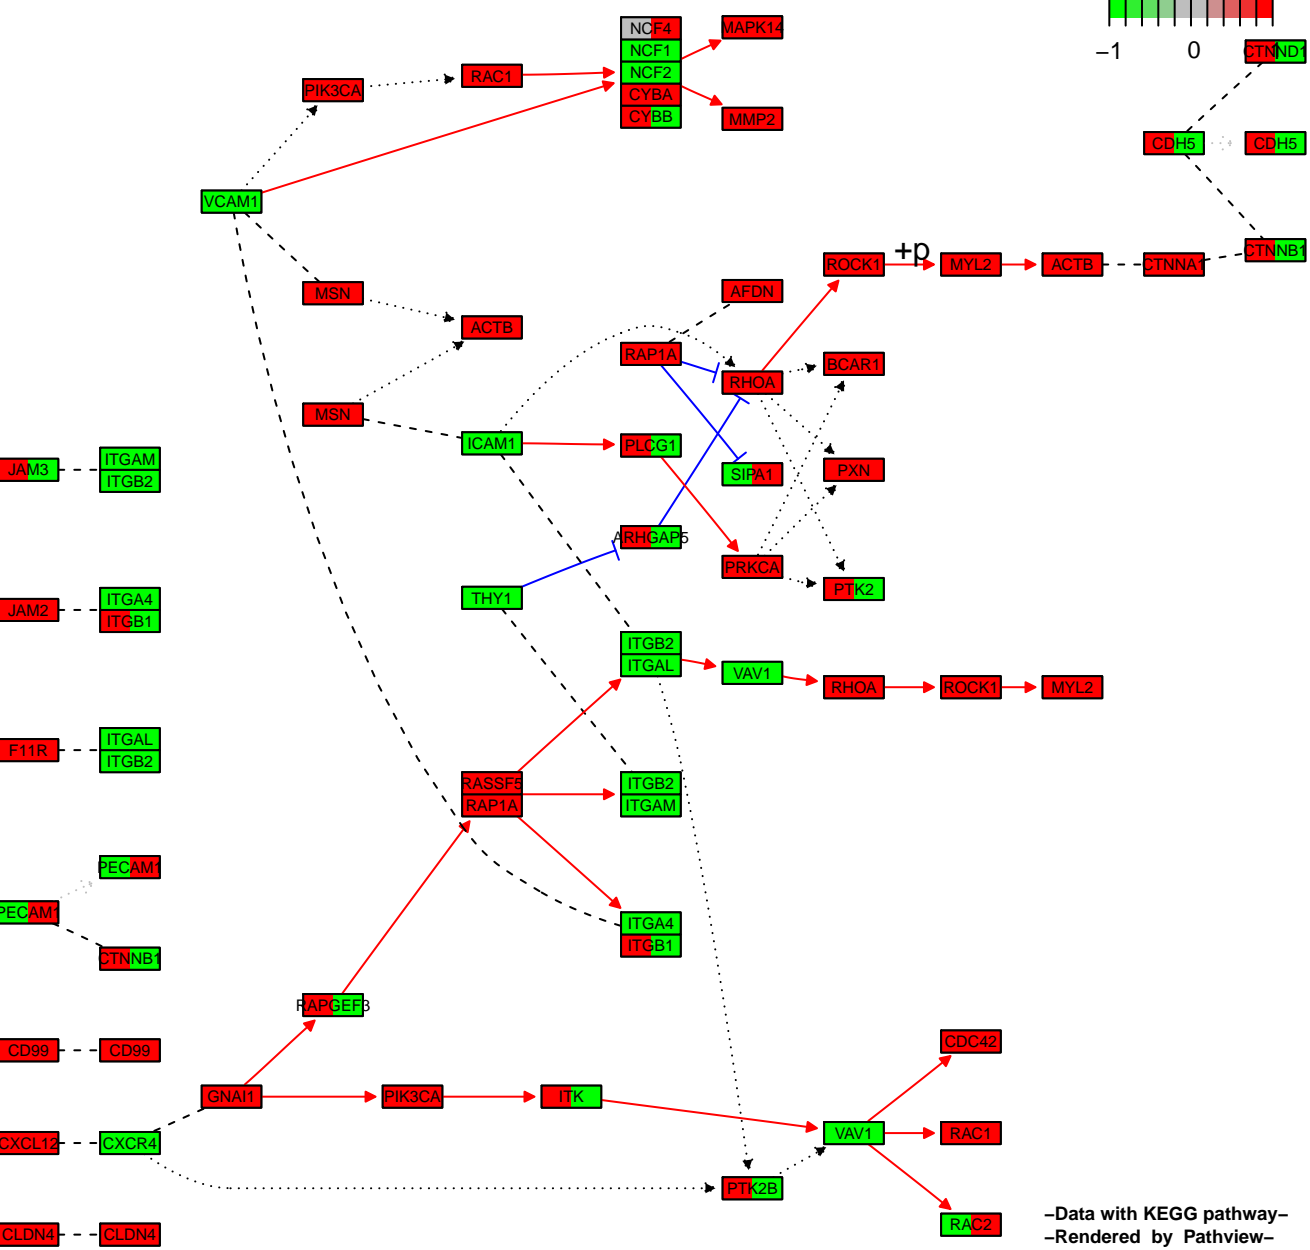 NCF4
MAPK14
NCF1
CTNND1
−1
0
NCF2
RAC1
PIK3CA
CYBA
CYBB
MMP2
CDH5
CDH5
VCAM1
+p
CTNNB1
ROCK1
MYL2
ACTB
CTNNA1
MSN
AFDN
ACTB
RAP1A
BCAR1
RHOA
MSN
ICAM1
PLCG1
ITGAM
JAM3
PXN
SIPA1
ITGB2
ARHGAP5
PRKCA
PTK2
THY1
ITGA4
JAM2
ITGB1
ITGB2
ITGAL
VAV1
RHOA
ROCK1
MYL2
ITGAL
F11R
ITGB2
RASSF5
ITGB2
RAP1A
ITGAM
PECAM1
PECAM1
ITGA4
ITGB1
CTNNB1
RAPGEF3
CDC42
CD99
CD99
GNAI1
PIK3CA
ITK
CXCL12
CXCR4
VAV1
RAC1
PTK2B
RAC2
−Data with KEGG pathway−
−Rendered by Pathview−
CLDN4
CLDN4